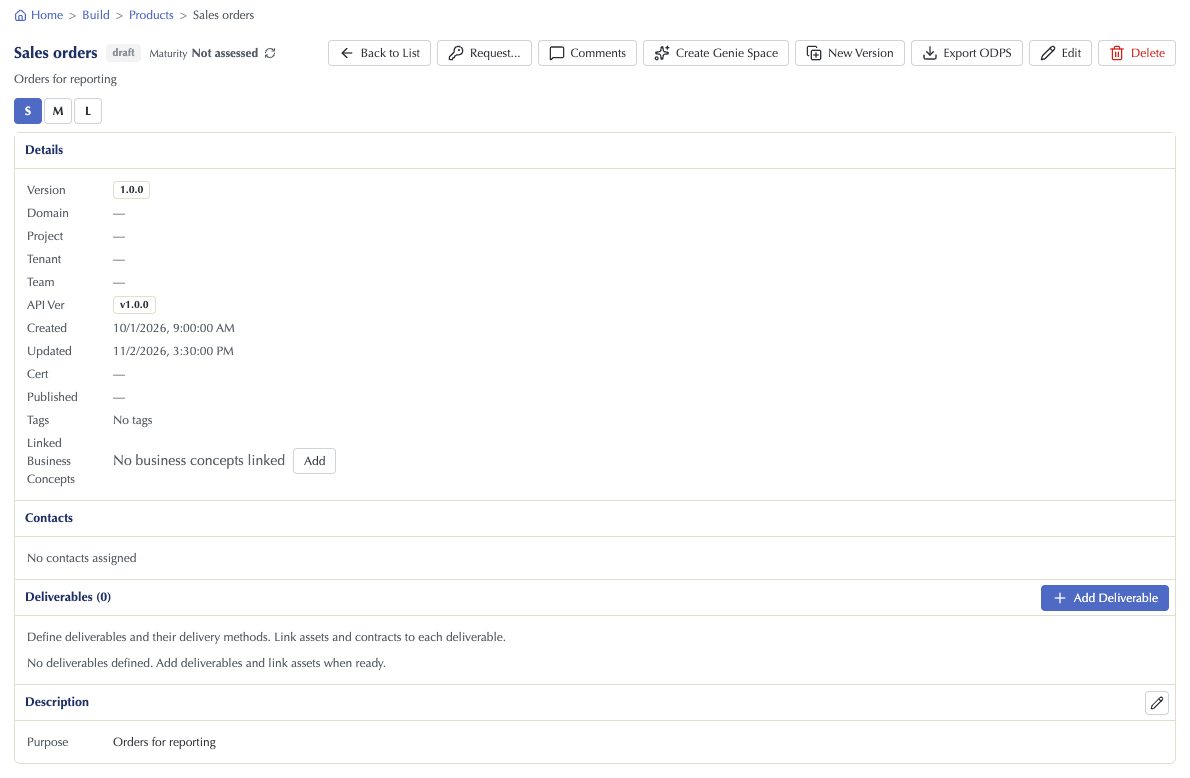 Home > Build > Products > Sales orders
Sales orders draft Maturity Not assessed
Back to List Request... Comments Create Genie Space New Version Export ODPS Edit Delete
Orders for reporting
S M L
Details
Version 1.0.0
Domain —
Project —
Tenant —
Team —
API Ver v1.0.0
Created 10/1/2026, 9:00:00 AM
Updated 11/2/2026, 3:30:00 PM
Cert —
Published —
Tags No tags
Linked
Business No business concepts linked Add
Concepts
Contacts
No contacts assigned
Deliverables (0) Add Deliverable
Define deliverables and their delivery methods. Link assets and contracts to each deliverable.
No deliverables defined. Add deliverables and link assets when ready.
Description
Purpose Orders for reporting